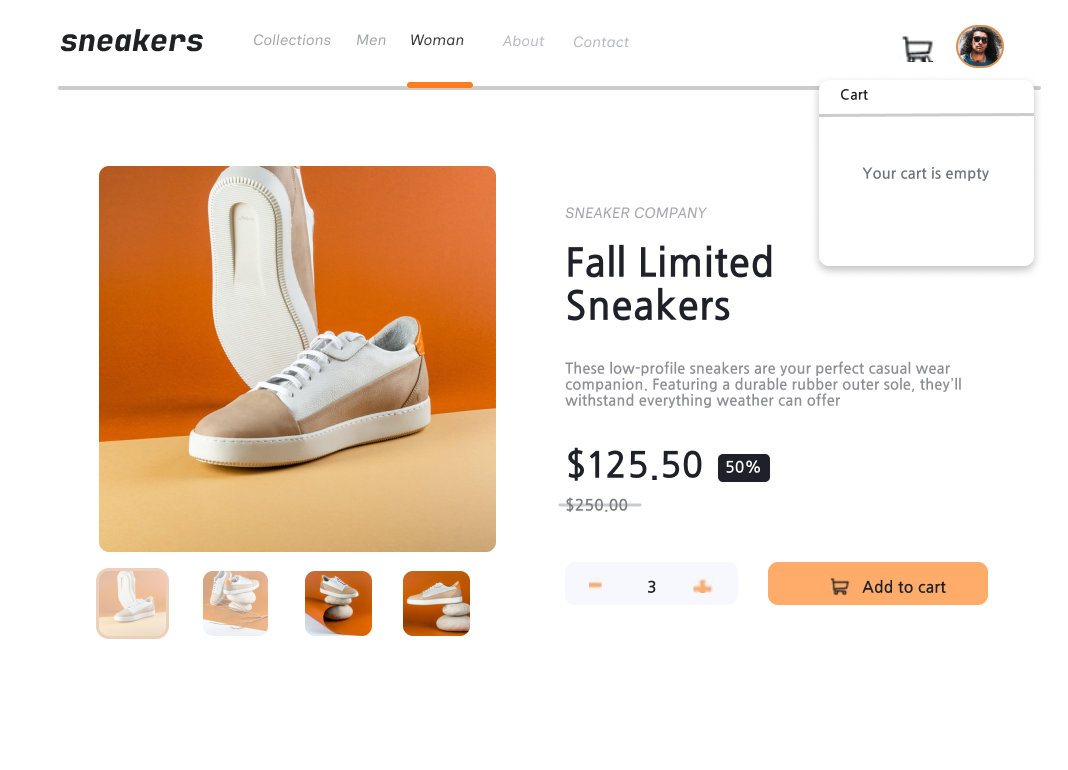 sneakers
Collections
Men
Woman
About
Contact
Cart
Your cart is empty
SNEAKER COMPANY
Fall Limited
Sneakers
These low-profile sneakers are your perfect casual wear
companion. Featuring a durable rubber outer sole, they'll
withstand everything weather can offer
$125.50
50%
$250.00
3
Add to cart